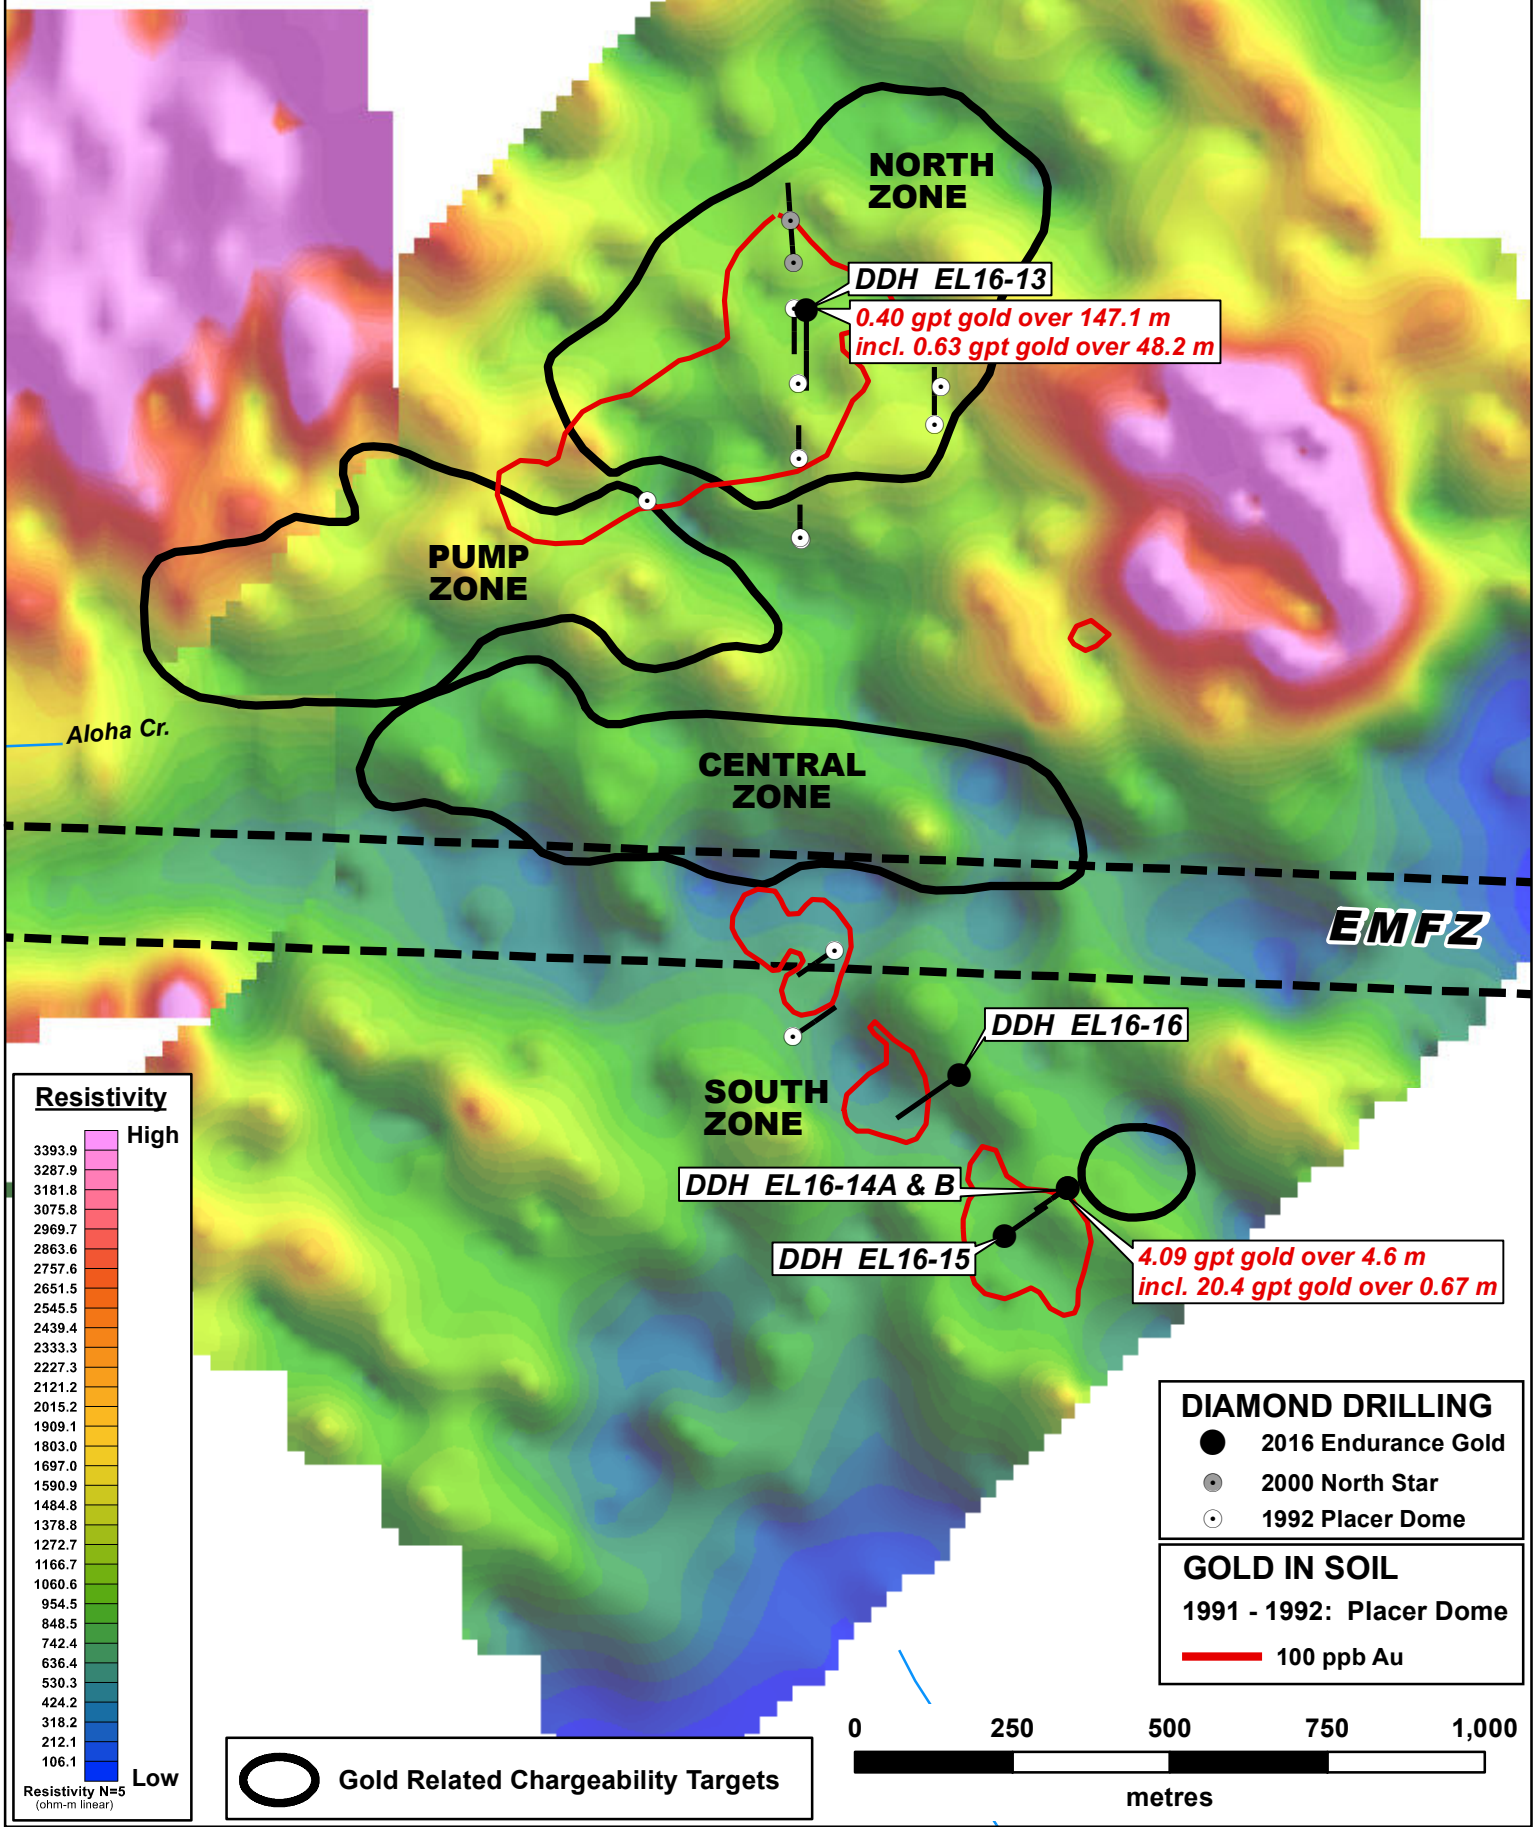 NORTH
ZONE
DDH EL16-13
0.40 gpt gold over 147.1 m
incl. 0.63 gpt gold over 48.2 m
PUMP
ZONE
Aloha Cr.
CENTRAL
ZONE
EMFZ
DDH EL16-16
SOUTH
ZONE
DDH EL16-14A & B
DDH EL16-15
4.09 gpt gold over 4.6 m
incl. 20.4 gpt gold over 0.67 m
Resistivity
High
3393.9
3287.9
3181.8
3075.8
2969.7
2863.6
2757.6
2651.5
2545.5
2439.4
2333.3
2227.3
2121.2
2015.2
1909.1
1803.0
1697.0
1590.9
1484.8
1378.8
1272.7
1166.7
1060.6
954.5
848.5
742.4
636.4
530.3
424.2
318.2
212.1
106.1
Low
Resistivity N=5
(ohm-m linear)
Gold Related Chargeability Targets
DIAMOND DRILLING
2016 Endurance Gold
2000 North Star
1992 Placer Dome
GOLD IN SOIL
1991 - 1992: Placer Dome
100 ppb Au
0 250 500 750 1,000
metres